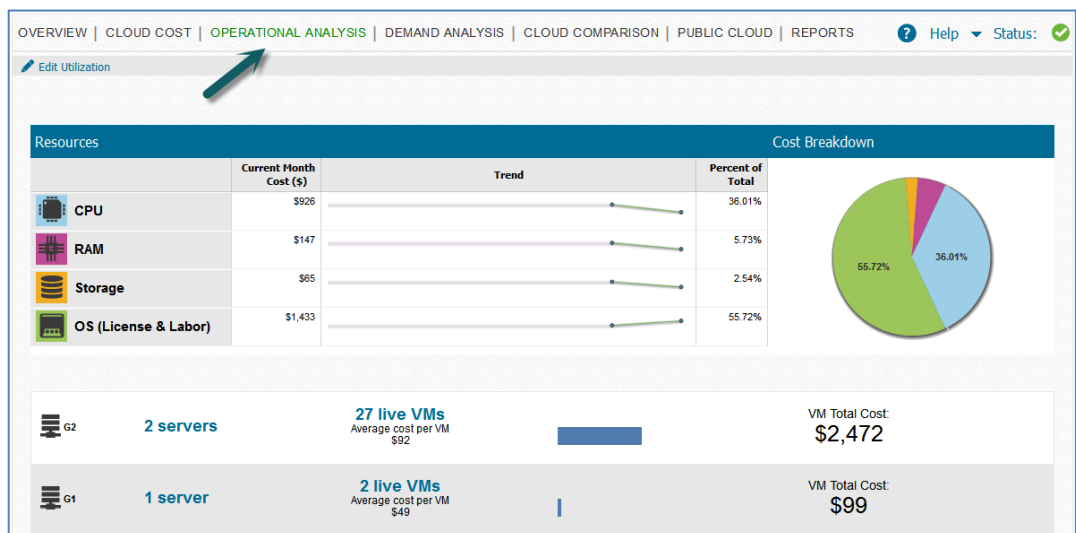 OVERVIEW | CLOUD COST | OPERATIONAL ANALYSIS | DEMAND ANALYSIS | CLOUD COMPARISON | PUBLIC CLOUD | REPORTS ? Help Status:
Edit Utilization
Resources Cost Breakdown
Current Month Cost ($) Trend Percent of Total
CPU $926 36.01%
RAM $147 5.73%
Storage $65 2.54%
OS (License & Labor) $1,433 55.72%
55.72% 36.01%
G2 2 servers
27 live VMs
Average cost per VM
$92
VM Total Cost:
$2,472
G1 1 server
2 live VMs
Average cost per VM
$49
VM Total Cost:
$99